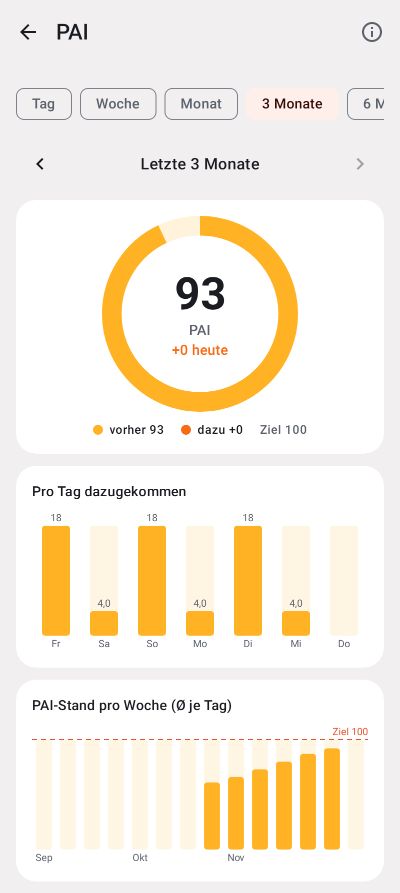 PAI
Tag Woche Monat 3 Monate 6 M
Letzte 3 Monate
93
PAI
+0 heute
vorher 93 dazu +0 Ziel 100
Pro Tag dazugekommen
18 18 18
4,0 4,0 4,0
Fr Sa So Mo Di Mi Do
PAI-Stand pro Woche (Ø je Tag)
Ziel 100
Sep Okt Nov